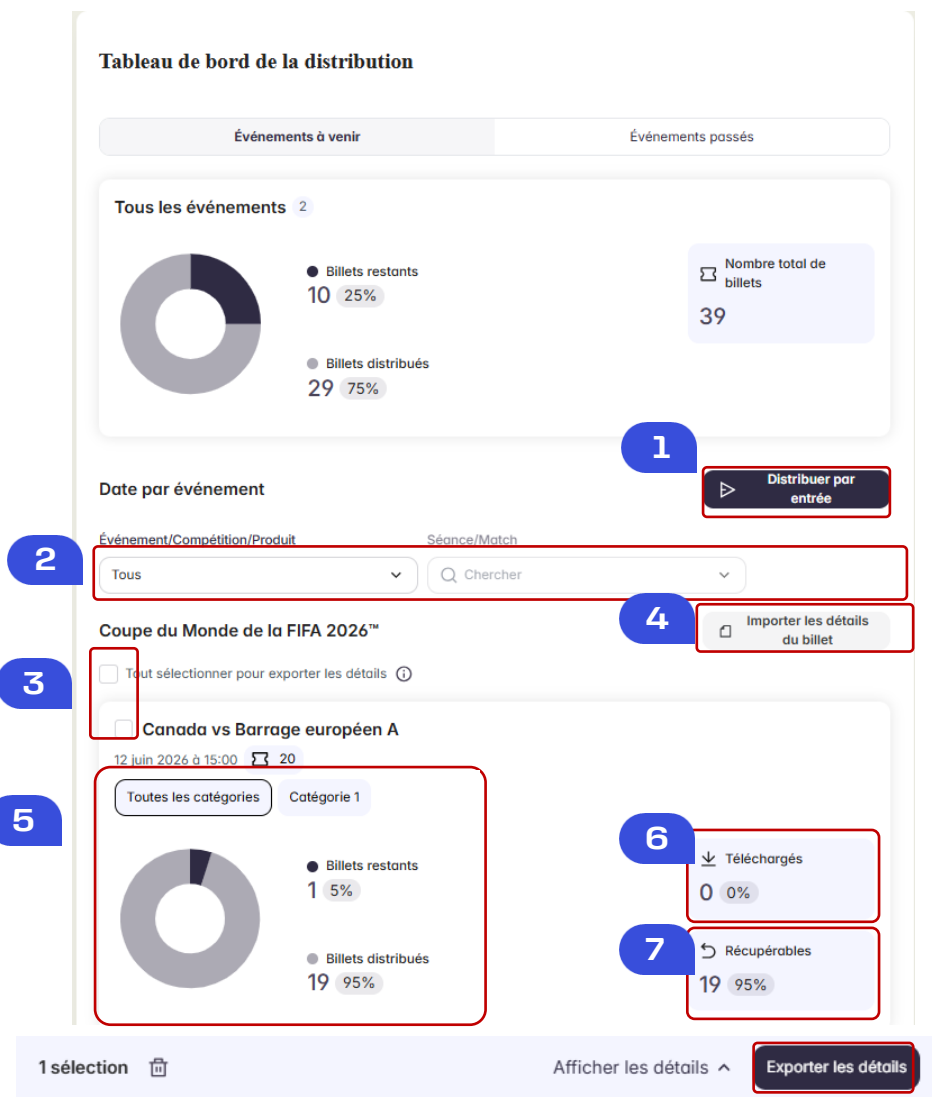 Tableau de bord de la distribution
Événements à venir
Événements passés
Tous les événements 2
Billets restants
10 25%
Billets distribués
29 75%
Nombre total de
billets
39
1
Date par événement
Distribuer par
entrée
2
Événement/Compétition/Produit
Séance/Match
Tous
Chercher
4
Coupe du Monde de la FIFA 2026™
Importer les détails
du billet
3
Tout sélectionner pour exporter les détails
Canada vs Barrage européen A
12 juin 2026 à 15:00 20
5
Toutes les catégories
Catégorie 1
Billets restants
1 5%
Billets distribués
19 95%
6
Téléchargés
0 0%
7
Récupérables
19 95%
1 sélection
Afficher les détails
Exporter les détails